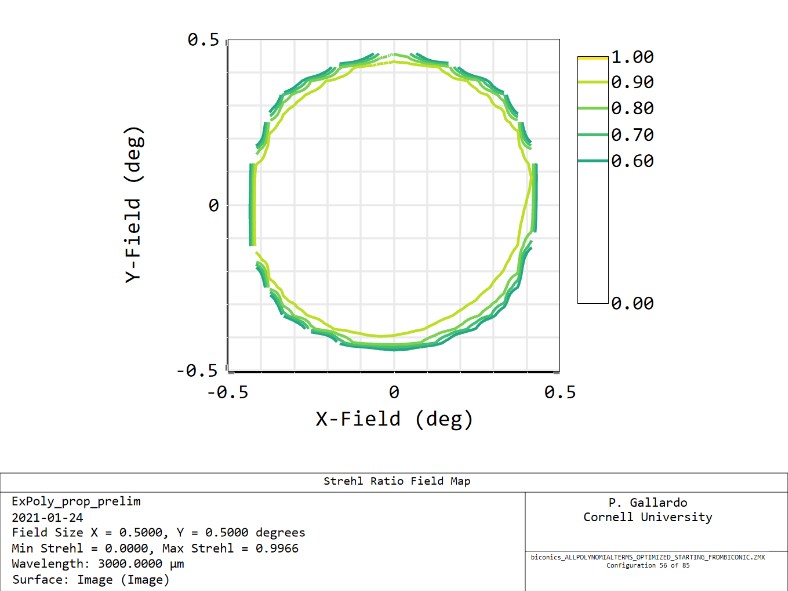 0.5
0
-0.5
Y-Field (deg)
-0.5
0
0.5
X-Field (deg)
1.00
0.90
0.80
0.70
0.60
0.00
Strehl Ratio Field Map
ExPoly_prop_prelim
2021-01-24
Field Size X = 0.5000, Y = 0.5000 degrees
Min Strehl = 0.0000, Max Strehl = 0.9966
Wavelength: 3000.0000 µm
Surface: Image (Image)
P. Gallardo
Cornell University
biconics_ALLPOLYNOMIALTERMS_OPTIMIZED_STARTING_FROMBICONIC.ZMX
Configuration 56 of 85